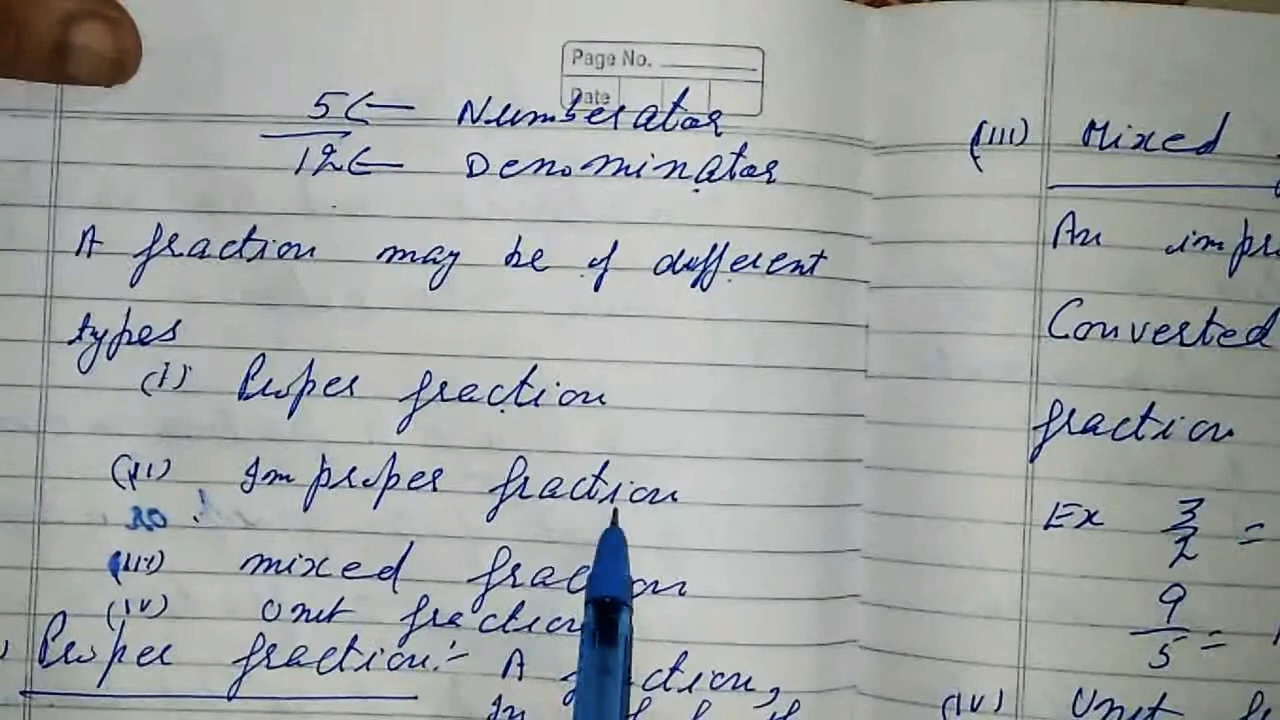 Page No.
Date
5 ← Numberator
12 ← Denominator
A fraction may be of different
types
(i) Proper fraction
(ii) Improper fraction
(iii) mixed fraction
(iv) Unit fraction
Proper fraction:- A fraction,
In
(iii) Mixed
An impr
Converted
fraction
Ex 3/2 =
9/5 =
(iv) Unit